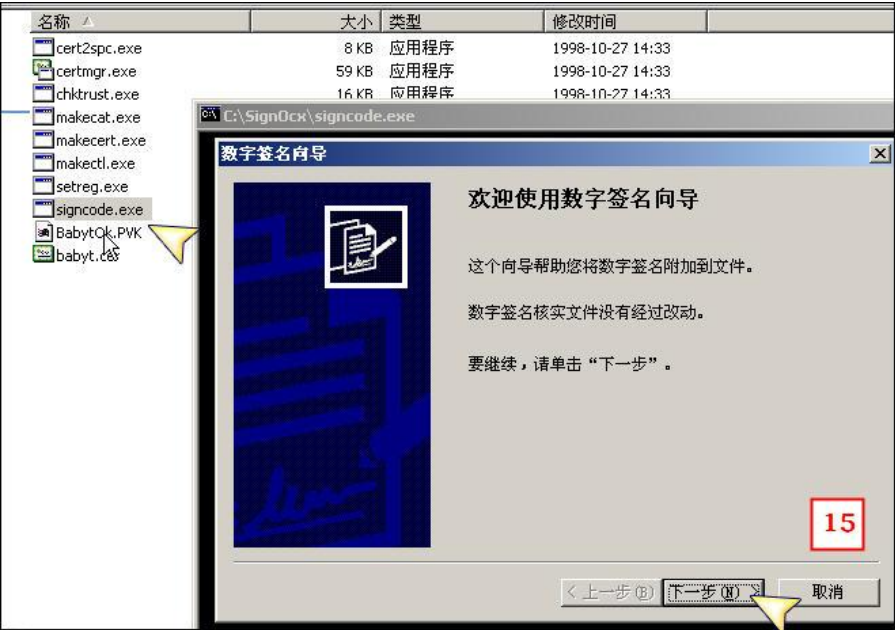 名称 大小 类型 修改时间
cert2spc.exe 8 KB 应用程序 1998-10-27 14:33
certmgr.exe 59 KB 应用程序 1998-10-27 14:33
chktrust.exe 16 KB 应用程序 1998-10-27 14:33
makecat.exe
makecert.exe
makectl.exe
setreg.exe
signcode.exe
BabytOk.PVK
babyt.cer
C:\SignOcx\signcode.exe
数字签名向导
欢迎使用数字签名向导
这个向导帮助您将数字签名附加到文件。
数字签名核实文件没有经过改动。
要继续，请单击“下一步”。
15
< 上一步(B) 下一步(N) > 取消